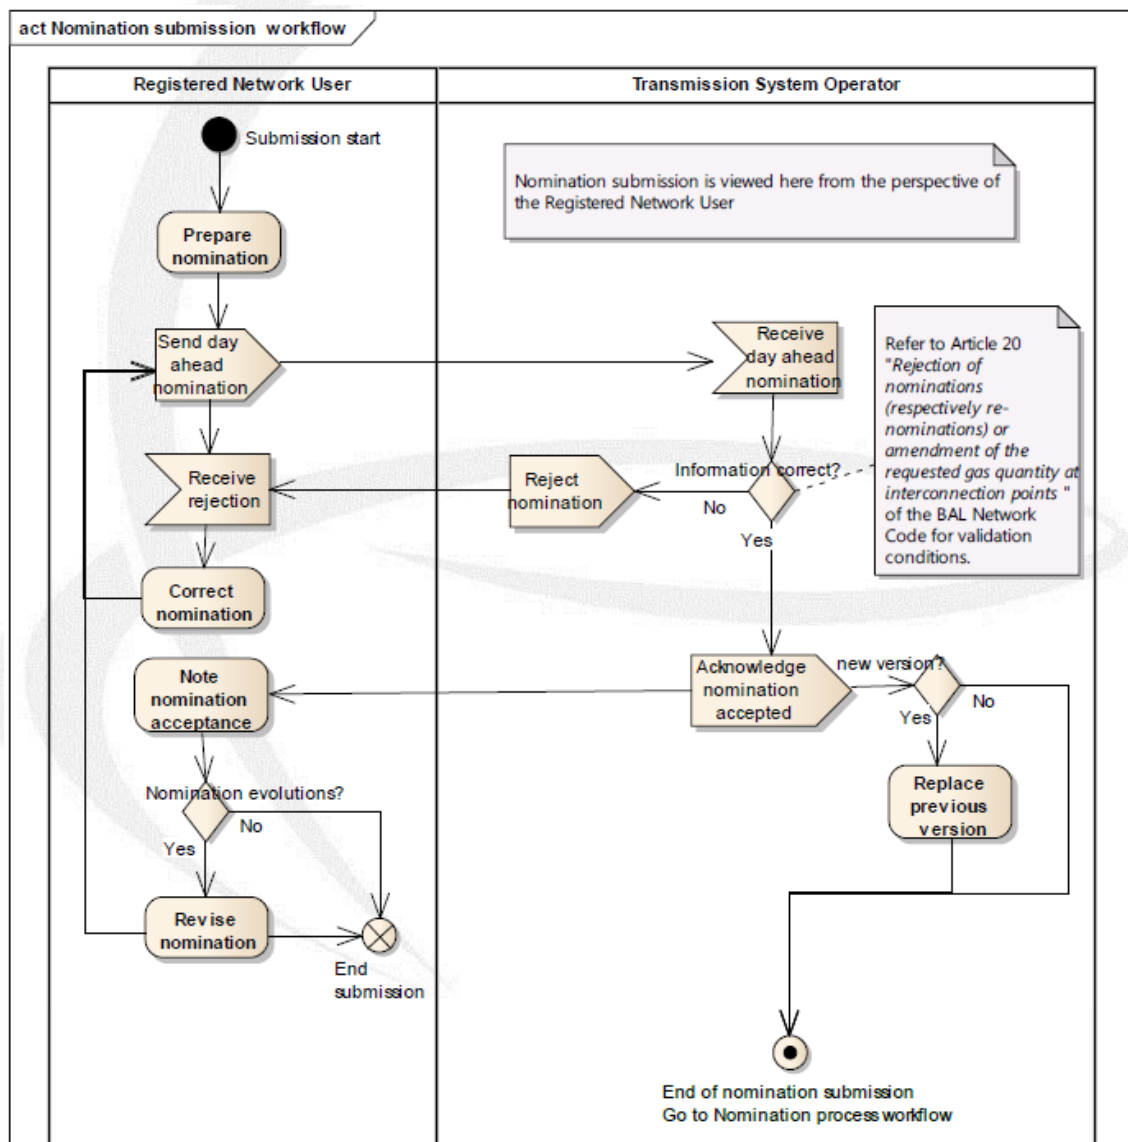 act Nomination submission workflow
Registered Network User
Transmission System Operator
Submission start
Nomination submission is viewed here from the perspective of
the Registered Network User
Prepare
nomination
Send day
ahead
nomination
Receive
day ahead
nomination
Refer to Article 20
"Rejection of
nominations
(respectively re-
nominations) or
amendment of the
requested gas quantity at
interconnection points "
of the BAL Network
Code for validation
conditions.
Receive
rejection
Reject
nomination
Information correct?
No
Yes
Correct
nomination
Note
nomination
acceptance
Acknowledge
nomination
accepted
new version?
No
Yes
Replace
previous
version
Nomination evolutions?
No
Yes
Revise
nomination
End
submission
End of nomination submission
Go to Nomination process workflow